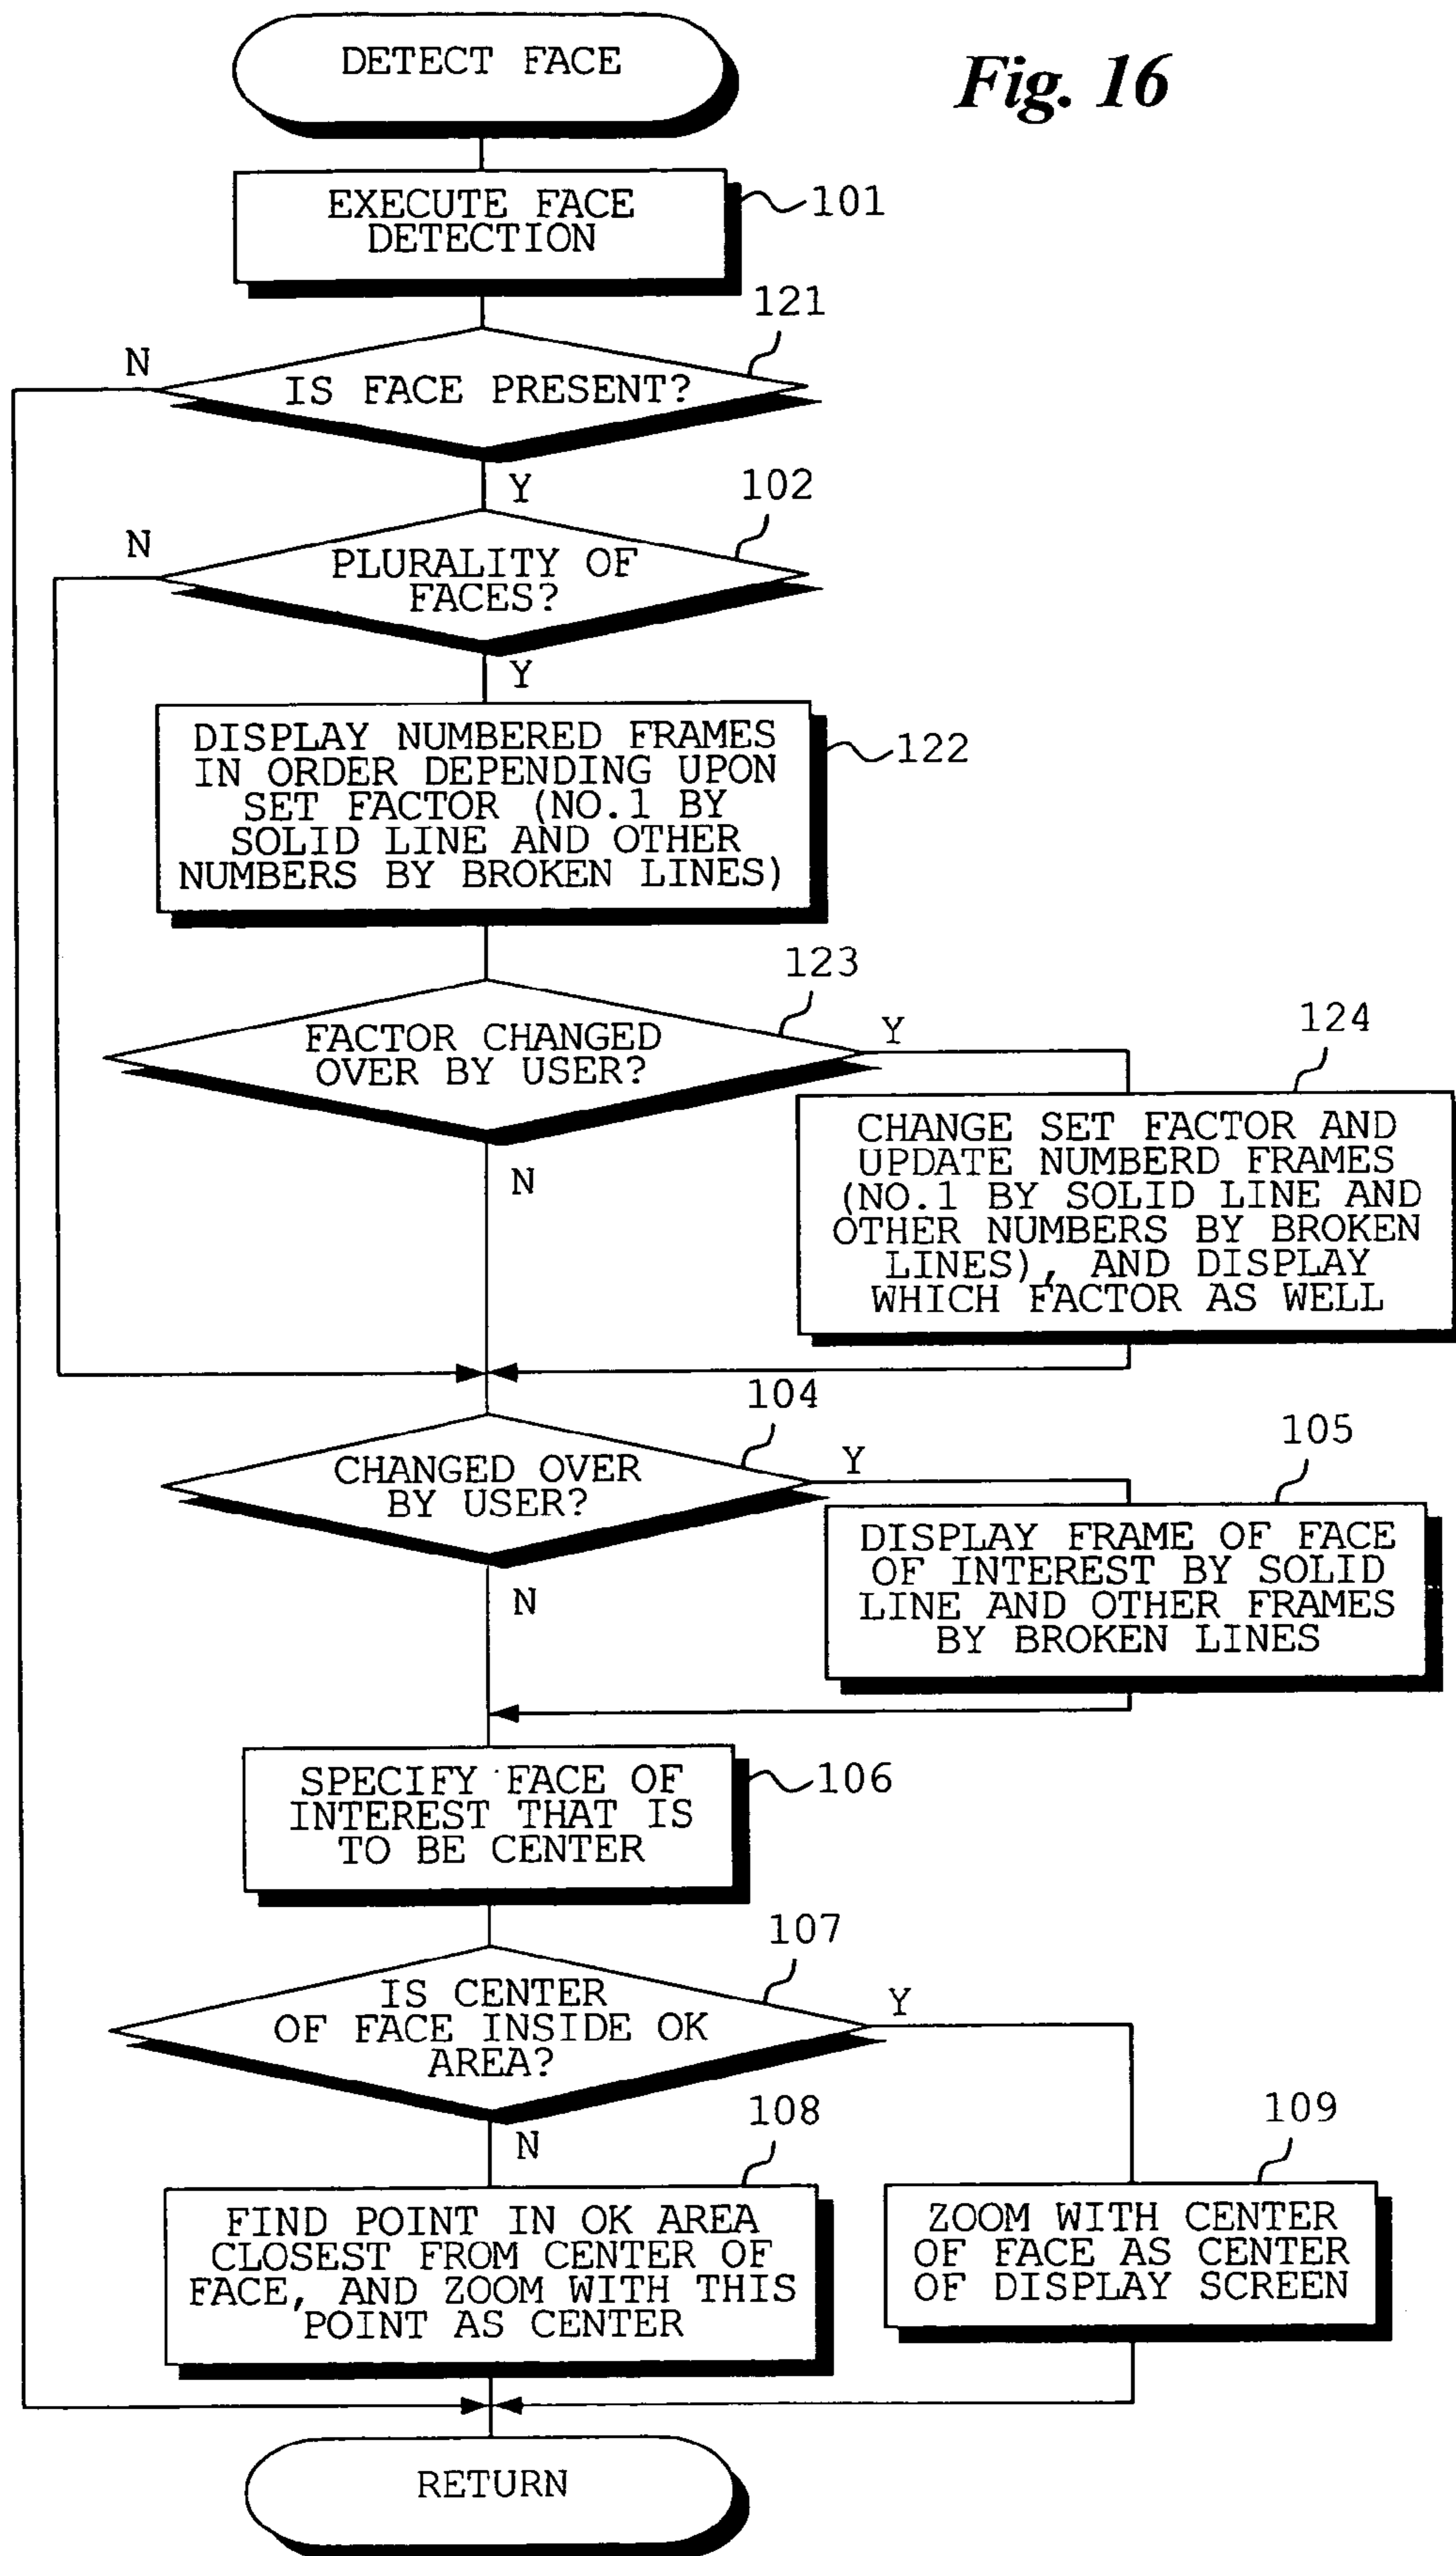 DETECT FACE
Fig. 16
EXECUTE FACE
DETECTION
101
121
N
IS FACE PRESENT?
Y
102
N
PLURALITY OF
FACES?
Y
DISPLAY NUMBERED FRAMES
IN ORDER DEPENDING UPON
SET FACTOR (NO.1 BY
SOLID LINE AND OTHER
NUMBERS BY BROKEN LINES)
122
123
FACTOR CHANGED
OVER BY USER?
Y
N
124
CHANGE SET FACTOR AND
UPDATE NUMBERD FRAMES
(NO.1 BY SOLID LINE AND
OTHER NUMBERS BY BROKEN
LINES), AND DISPLAY
WHICH FACTOR AS WELL
104
CHANGED OVER
BY USER?
Y
N
105
DISPLAY FRAME OF FACE
OF INTEREST BY SOLID
LINE AND OTHER FRAMES
BY BROKEN LINES
SPECIFY FACE OF
INTEREST THAT IS
TO BE CENTER
106
107
IS CENTER
OF FACE INSIDE OK
AREA?
Y
N
108
FIND POINT IN OK AREA
CLOSEST FROM CENTER OF
FACE, AND ZOOM WITH THIS
POINT AS CENTER
109
ZOOM WITH CENTER
OF FACE AS CENTER
OF DISPLAY SCREEN
RETURN